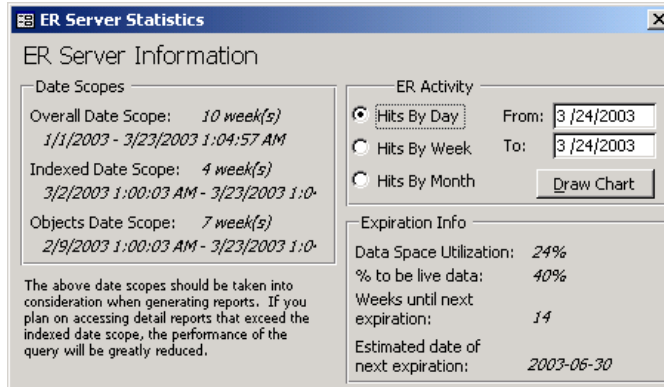 ER Server Statistics
ER Server Information
Date Scopes
Overall Date Scope: 10 week(s)
1/1/2003 - 3/23/2003 1:04:57 AM
Indexed Date Scope: 4 week(s)
3/2/2003 1:00:03 AM - 3/23/2003 1:0
Objects Date Scope: 7 week(s)
2/9/2003 1:00:03 AM - 3/23/2003 1:0
The above date scopes should be taken into
consideration when generating reports. If you
plan on accessing detail reports that exceed the
indexed date scope, the performance of the
query will be greatly reduced.
ER Activity
Hits By Day From: 3 /24/2003
Hits By Week To: 3 /24/2003
Hits By Month Draw Chart
Expiration Info
Data Space Utilization: 24%
% to be live data: 40%
Weeks until next
expiration: 14
Estimated date of
next expiration: 2003-06-30